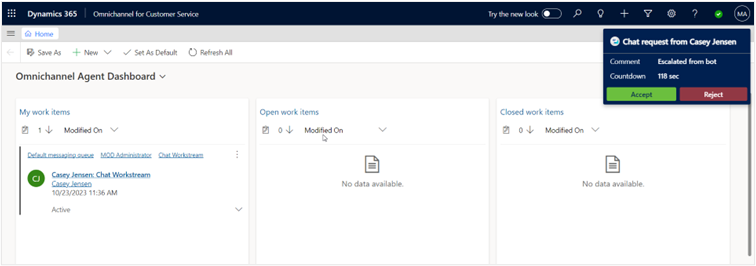 Dynamics 365
Omnichannel for Customer Service
Try the new look
?
MA
Home
Save As
New
Set As Default
Refresh All
Chat request from Casey Jensen
Comment Escalated from bot
Countdown 118 sec
Accept
Reject
Omnichannel Agent Dashboard
My work items
1 Modified On
Default messaging queue MOD Administrator Chat Workstream
CJ
Casey Jensen: Chat Workstream
Casey Jensen
10/23/2023 11:36 AM
Active
Open work items
0 Modified On
No data available.
Closed work items
0 Modified On
No data available.